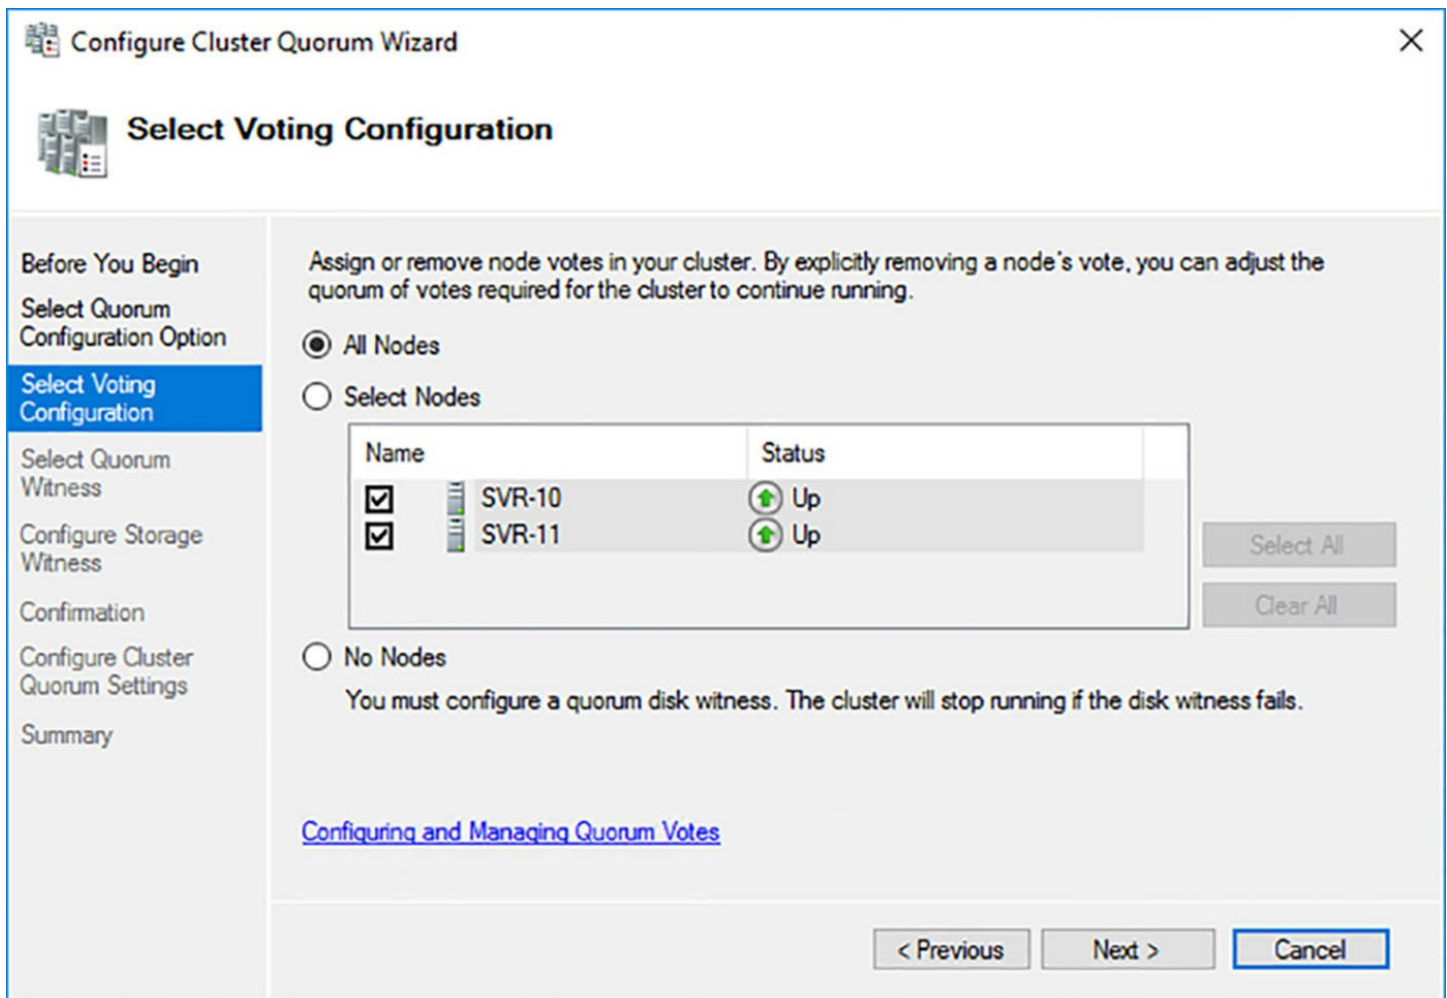 Configure Cluster Quorum Wizard
Select Voting Configuration
Before You Begin
Select Quorum
Configuration Option
Select Voting
Configuration
Select Quorum
Witness
Configure Storage
Witness
Confirmation
Configure Cluster
Quorum Settings
Summary
Assign or remove node votes in your cluster. By explicitly removing a node's vote, you can adjust the
quorum of votes required for the cluster to continue running.
All Nodes
Select Nodes
Name Status
SVR-10 Up
SVR-11 Up
Select All
Clear All
No Nodes
You must configure a quorum disk witness. The cluster will stop running if the disk witness fails.
Configuring and Managing Quorum Votes
< Previous Next > Cancel